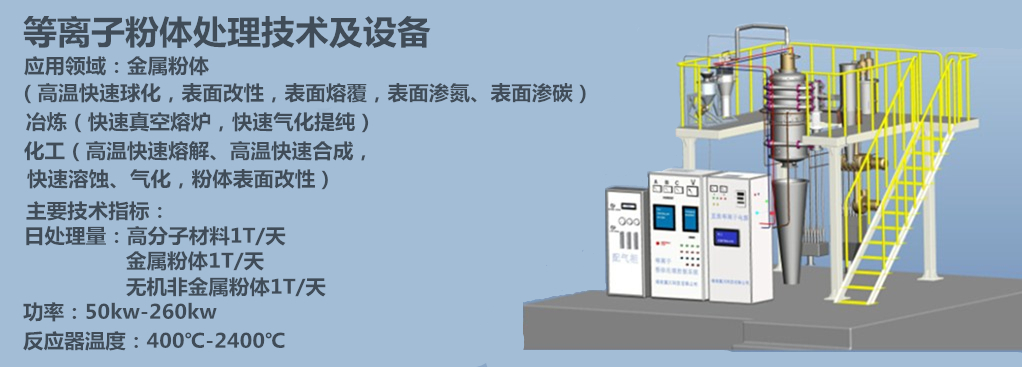 等离子粉体处理技术及设备
应用领域：金属粉体
（高温快速球化，表面改性，表面熔覆，表面渗氮、表面渗碳）
冶炼（快速真空熔炉，快速气化提纯）
化工（高温快速熔解、高温快速合成，
快速溶蚀、气化，粉体表面改性）
主要技术指标：
日处理量：高分子材料1T/天
金属粉体1T/天
无机非金属粉体1T/天
功率：50kw-260kw
反应器温度：400℃-2400℃
A B C V
配气柜